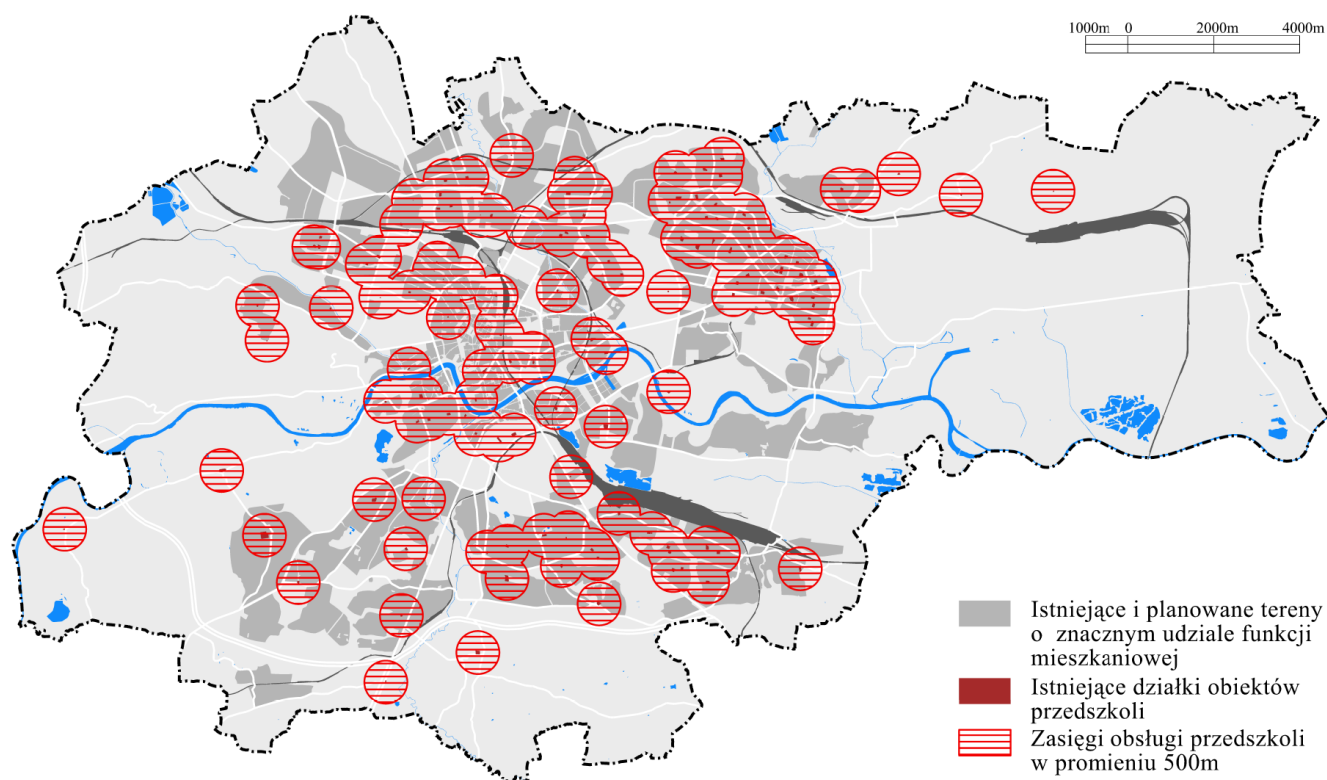 1000m 0 2000m 4000m
Istniejące i planowane tereny
o znacznym udziale funkcji
mieszkaniowej
Istniejące działki obiektów
przedszkoli
Zasięgi obsługi przedszkoli
w promieniu 500m